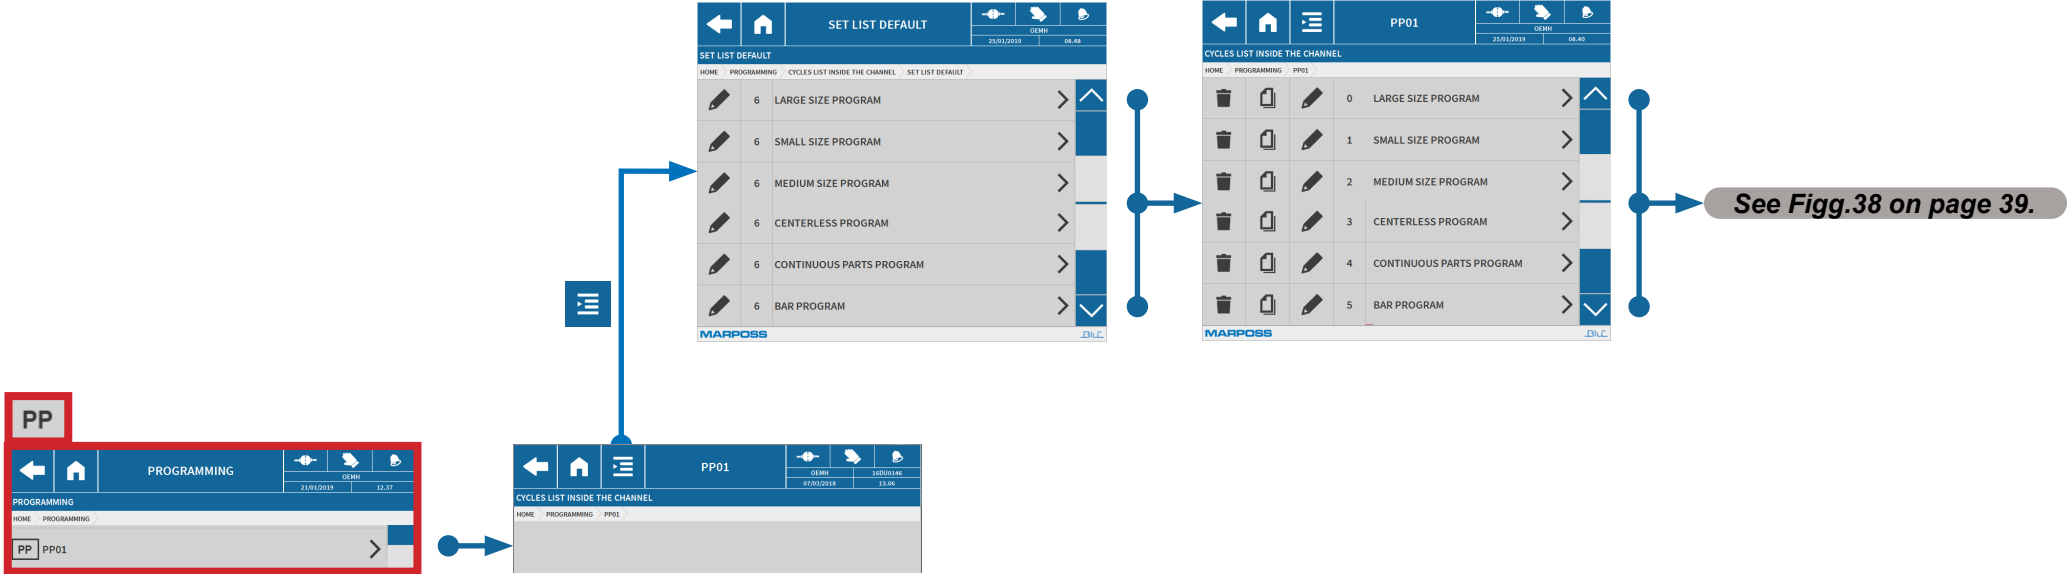 SET LIST DEFAULT
OEMH
25/01/2019 08.48
SET LIST DEFAULT
HOME PROGRAMMING CYCLES LIST INSIDE THE CHANNEL SET LIST DEFAULT
6 LARGE SIZE PROGRAM
6 SMALL SIZE PROGRAM
6 MEDIUM SIZE PROGRAM
6 CENTERLESS PROGRAM
6 CONTINUOUS PARTS PROGRAM
6 BAR PROGRAM
MARPOSS BLÚ
PP01
OEMH
25/01/2019 08.40
CYCLES LIST INSIDE THE CHANNEL
HOME PROGRAMMING PP01
0 LARGE SIZE PROGRAM
1 SMALL SIZE PROGRAM
2 MEDIUM SIZE PROGRAM
3 CENTERLESS PROGRAM
4 CONTINUOUS PARTS PROGRAM
5 BAR PROGRAM
MARPOSS BLÚ
See Figg.38 on page 39.
PP
PROGRAMMING
OEMH
21/01/2019 12.37
PROGRAMMING
HOME PROGRAMMING
PP PP01
PP01
OEMH 16DU0146
07/03/2018 13.06
CYCLES LIST INSIDE THE CHANNEL
HOME PROGRAMMING PP01